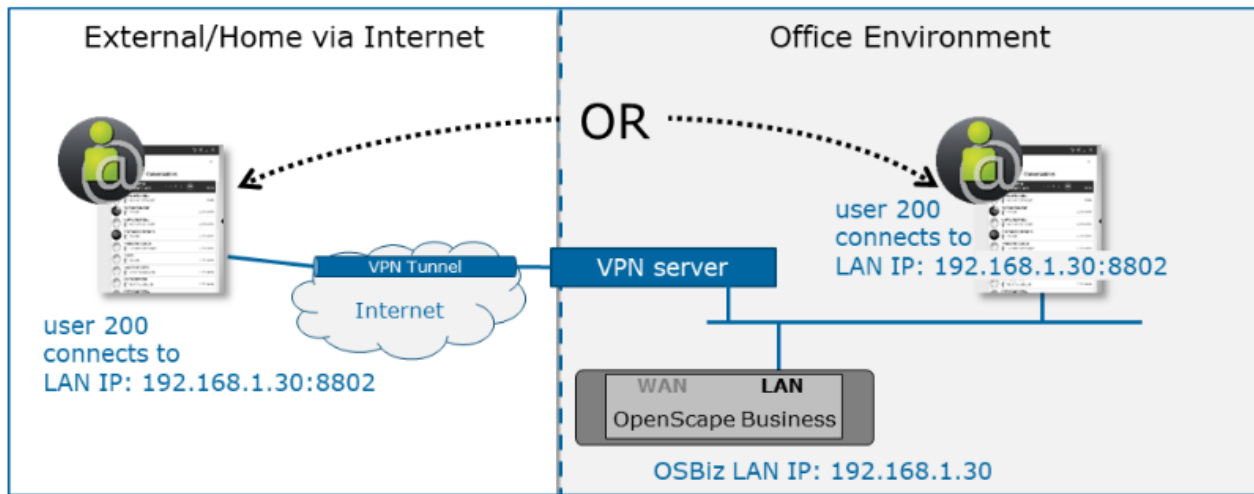 External/Home via Internet
Office Environment
OR
@
@
user 200
connects to
LAN IP: 192.168.1.30:8802
VPN Tunnel
VPN server
Internet
user 200
connects to
LAN IP: 192.168.1.30:8802
WAN LAN
OpenScape Business
OSBiz LAN IP: 192.168.1.30